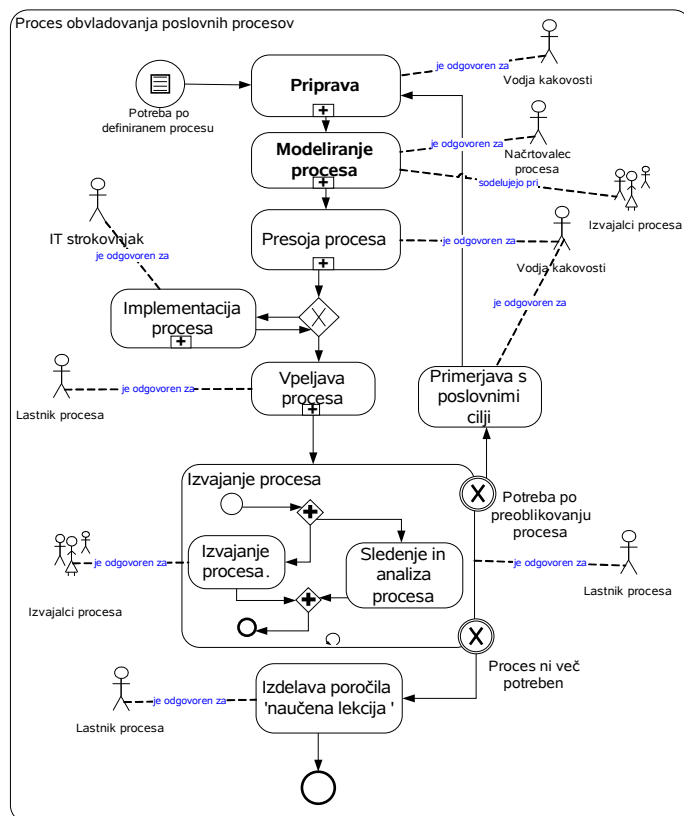 Proces obvladovanja poslovnih procesov
Vodja kakovosti
je odgovoren za
Priprava
Potreba po
definiranem procesu
Modeliranje
procesa
je odgovoren za
Načrtovalec
procesa
sodelujejo pri
Izvajalci procesa
IT strokovnjak
je odgovoren za
Presoja procesa
je odgovoren za
Vodja kakovosti
je odgovoren za
Implementacija
procesa
Vpeljava
procesa
je odgovoren za
Lastnik procesa
Primerjava s
poslovnimi
cilji
Izvajanje procesa
Potreba po
preoblikovanju
procesa
Izvajanje
procesa.
Sledenje in
analiza
procesa
je odgovoren za
Izvajalci procesa
je odgovoren za
Lastnik procesa
Proces ni več
potreben
Izdelava poročila
'naučena lekcija '
je odgovoren za
Lastnik procesa